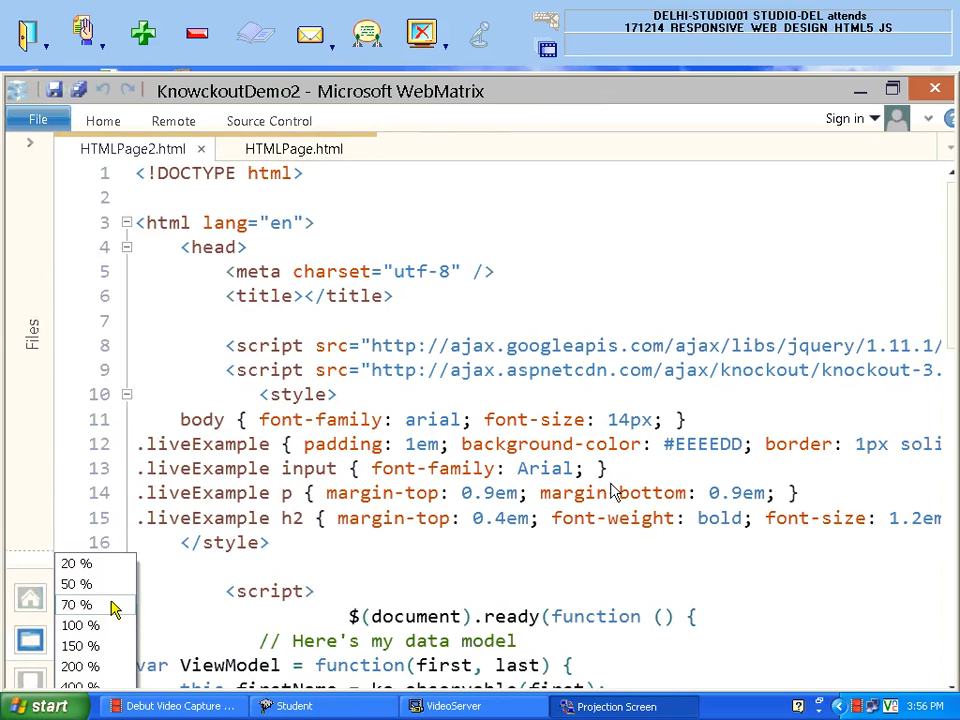 DELHI-STUDIO01 STUDIO-DEL attends
171214 RESPONSIVE WEB DESIGN HTML5 JS
KnowckoutDemo2 - Microsoft WebMatrix
File
Home
Remote
Source Control
Sign in
HTMLPage2.html
HTMLPage.html
Files
1 <!DOCTYPE html>
2
3 <html lang="en">
4 <head>
5 <meta charset="utf-8" />
6 <title></title>
7
8 <script src="http://ajax.googleapis.com/ajax/libs/jquery/1.11.1/
9 <script src="http://ajax.aspnetcdn.com/ajax/knockout/knockout-3.
10 <style>
11 body { font-family: arial; font-size: 14px; }
12 .liveExample { padding: 1em; background-color: #EEEEDD; border: 1px soli
13 .liveExample input { font-family: Arial; }
14 .liveExample p { margin-top: 0.9em; margin-bottom: 0.9em; }
15 .liveExample h2 { margin-top: 0.4em; font-weight: bold; font-size: 1.2em
16 </style>
<script>
$(document).ready(function () {
// Here's my data model
var ViewModel = function(first, last) {
this.firstName = ko.observable(first);
20 %
50 %
70 %
100 %
150 %
200 %
400 %
start
Debut Video Capture ...
Student
VideoServer
Projection Screen
3:56 PM